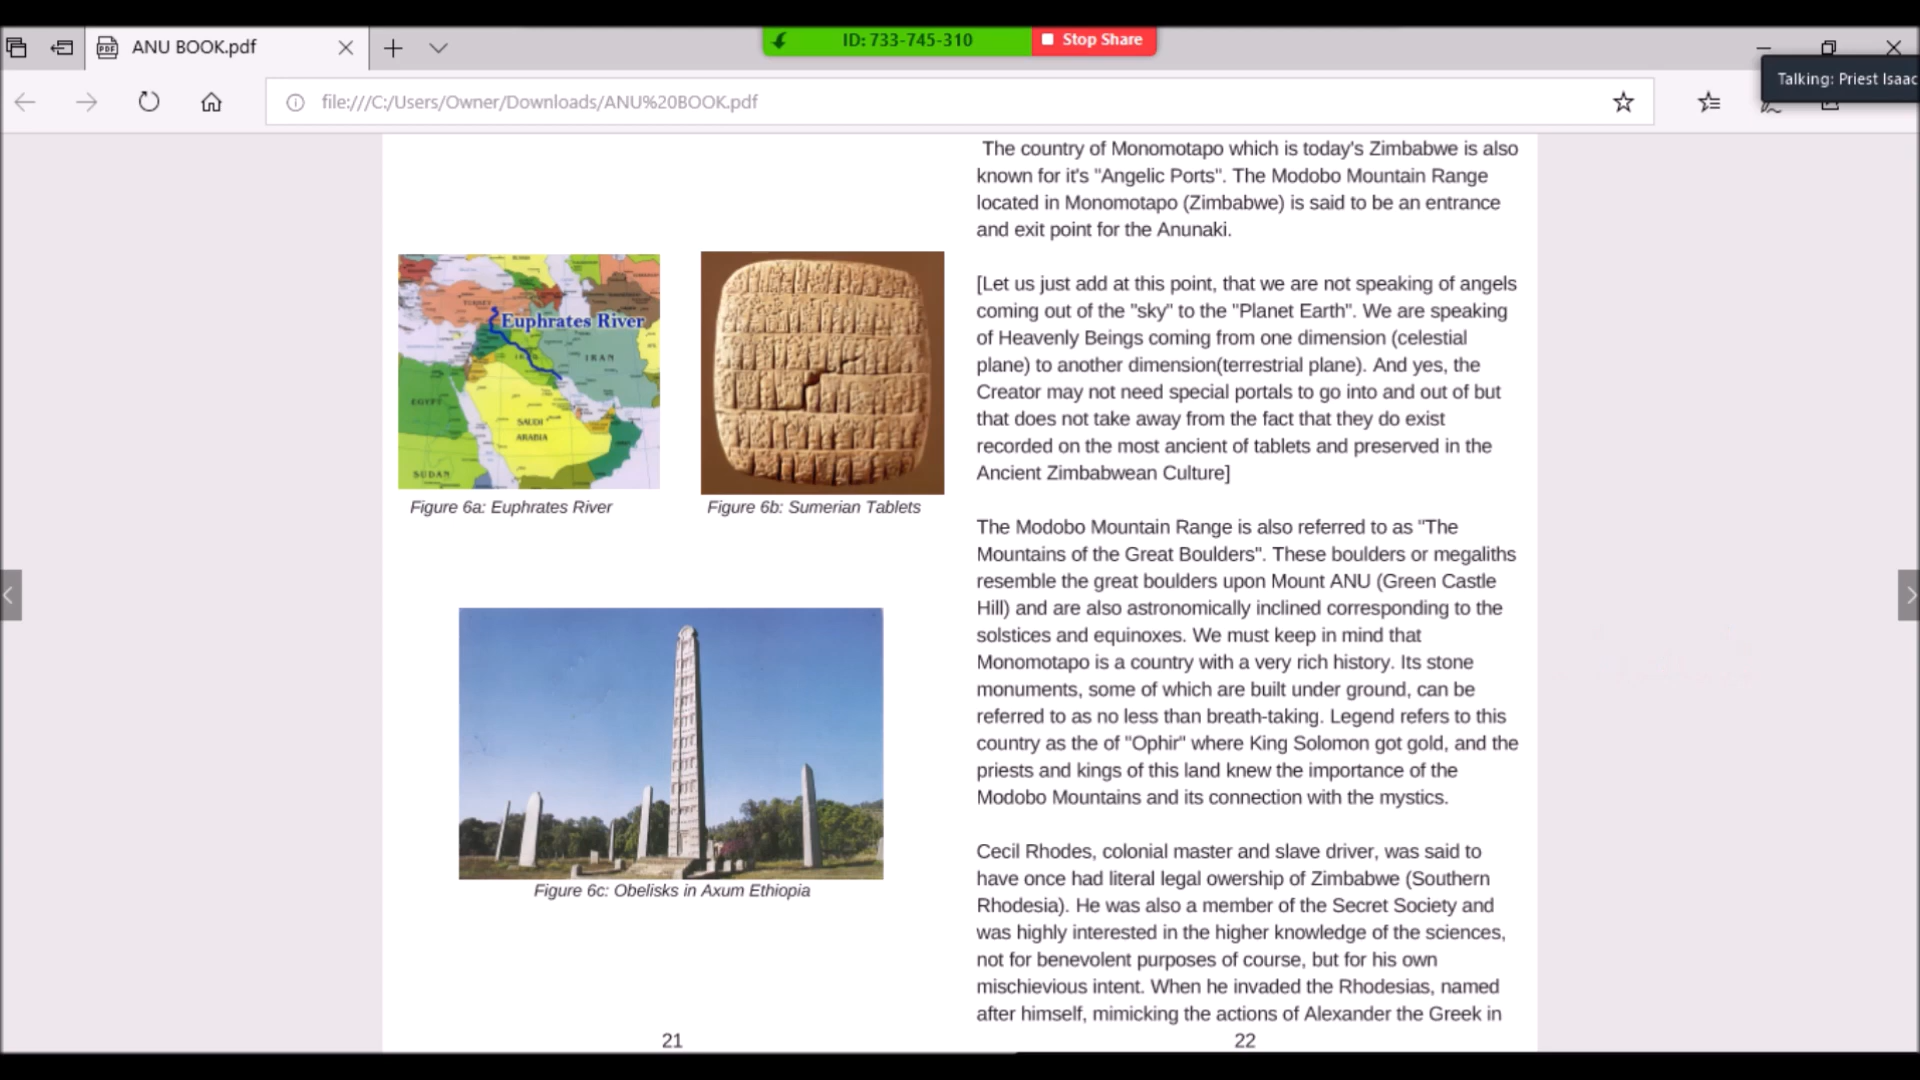 ANU BOOK.pdf
ID: 733-745-310
Stop Share
Talking: Priest Isaac
file:///C:/Users/Owner/Downloads/ANU%20BOOK.pdf
TURKEY
Euphrates River
IRAN
EGYPT
SAUDI
ARABIA
SUDAN
Figure 6a: Euphrates River
Figure 6b: Sumerian Tablets
Figure 6c: Obelisks in Axum Ethiopia
21
The country of Monomotapo which is today's Zimbabwe is also
known for it's "Angelic Ports". The Modobo Mountain Range
located in Monomotapo (Zimbabwe) is said to be an entrance
and exit point for the Anunaki.
[Let us just add at this point, that we are not speaking of angels
coming out of the "sky" to the "Planet Earth". We are speaking
of Heavenly Beings coming from one dimension (celestial
plane) to another dimension(terrestrial plane). And yes, the
Creator may not need special portals to go into and out of but
that does not take away from the fact that they do exist
recorded on the most ancient of tablets and preserved in the
Ancient Zimbabwean Culture]
The Modobo Mountain Range is also referred to as "The
Mountains of the Great Boulders". These boulders or megaliths
resemble the great boulders upon Mount ANU (Green Castle
Hill) and are also astronomically inclined corresponding to the
solstices and equinoxes. We must keep in mind that
Monomotapo is a country with a very rich history. Its stone
monuments, some of which are built under ground, can be
referred to as no less than breath-taking. Legend refers to this
country as the of "Ophir" where King Solomon got gold, and the
priests and kings of this land knew the importance of the
Modobo Mountains and its connection with the mystics.
Cecil Rhodes, colonial master and slave driver, was said to
have once had literal legal owership of Zimbabwe (Southern
Rhodesia). He was also a member of the Secret Society and
was highly interested in the higher knowledge of the sciences,
not for benevolent purposes of course, but for his own
mischievious intent. When he invaded the Rhodesias, named
after himself, mimicking the actions of Alexander the Greek in
22